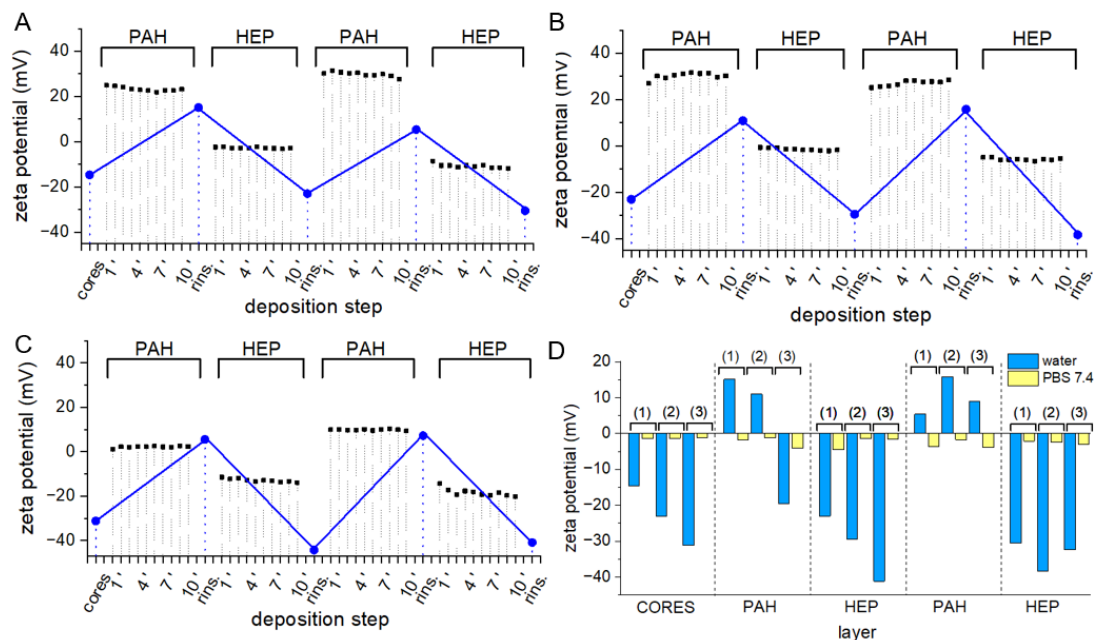 A
PAH HEP PAH HEP
zeta potential (mV)
40
20
0
−20
−40
cores 1 ' 4 ' 7 ' 10 ' rins. 1 ' 4 ' 7 ' 10 ' rins. 1 ' 4 ' 7 ' 10 ' rins. 1 ' 4 ' 7 ' 10 ' rins.
deposition step
B
PAH HEP PAH HEP
zeta potential (mV)
40
20
0
−20
−40
cores 1 ' 4 ' 7 ' 10 ' rins. 1 ' 4 ' 7 ' 10 ' rins. 1 ' 4 ' 7 ' 10 ' rins. 1 ' 4 ' 7 ' 10 ' rins.
deposition step
C
PAH HEP PAH HEP
zeta potential (mV)
40
20
0
−20
−40
cores 1 ' 4 ' 7 ' 10 ' rins. 1 ' 4 ' 7 ' 10 ' rins. 1 ' 4 ' 7 ' 10 ' rins. 1 ' 4 ' 7 ' 10 ' rins.
deposition step
D
water
PBS 7.4
(1) (2) (3) (1) (2) (3)
(1) (2) (3) (1) (2) (3) (1) (2) (3)
zeta potential (mV)
20
10
0
−10
−20
−30
−40
CORES PAH HEP PAH HEP
layer